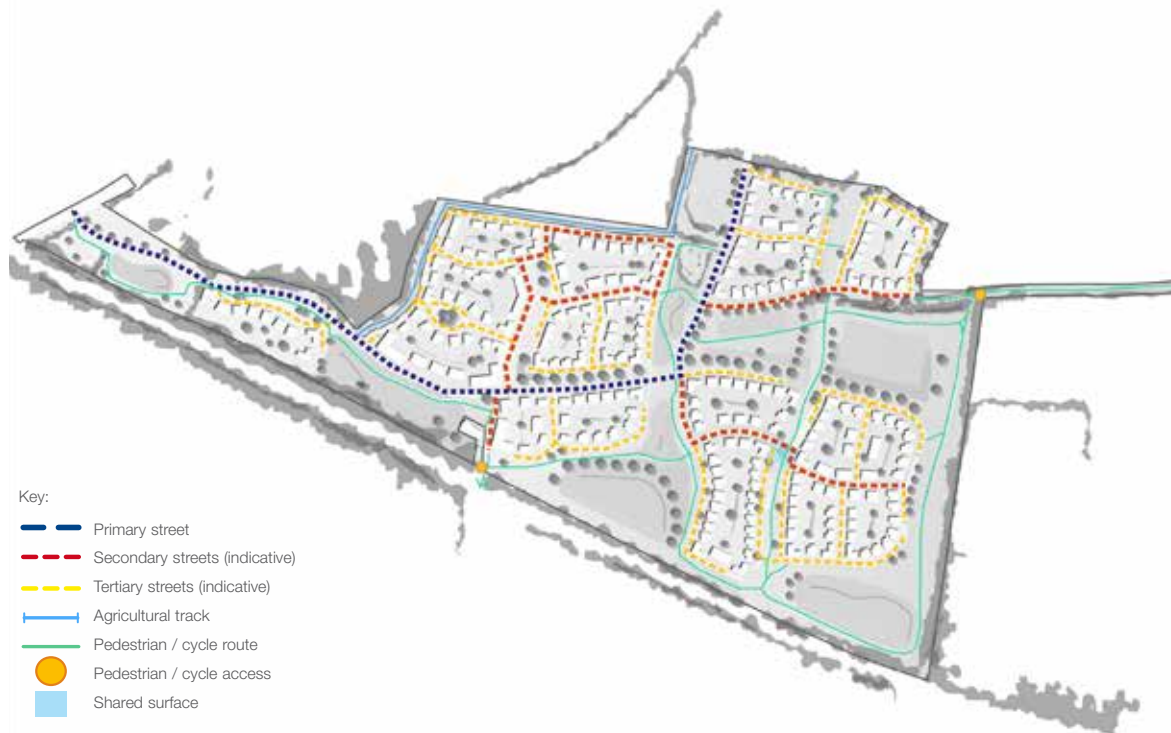 Key:
Primary street
Secondary streets (indicative)
Tertiary streets (indicative)
Agricultural track
Pedestrian / cycle route
Pedestrian / cycle access
Shared surface